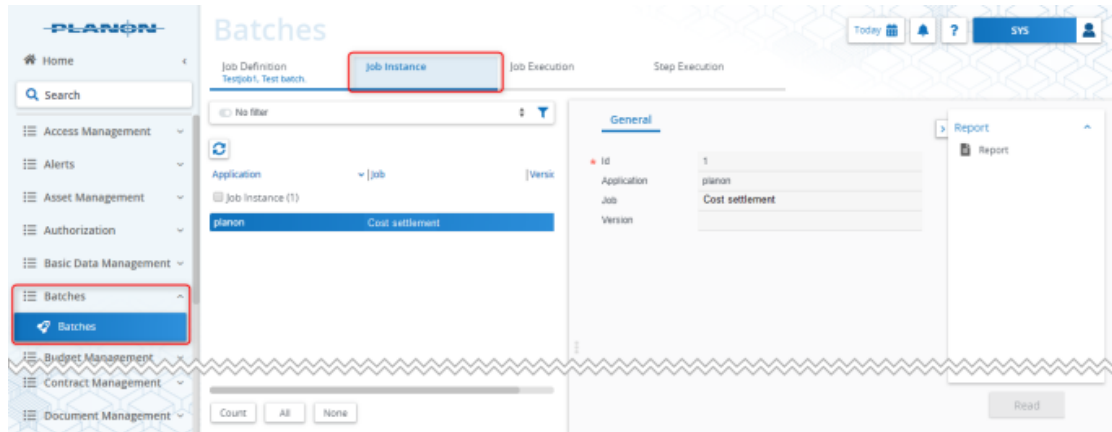 PLANON
Batches
Today
?
SYS
Home
Search
Access Management
Alerts
Asset Management
Authorization
Basic Data Management
Batches
Batches
Budget Management
Contract Management
Document Management
Job Definition
Testjob1, Test batch.
Job Instance
Job Execution
Step Execution
No filter
Application
Job
Versic
Job Instance (1)
planon Cost settlement
Count All None
General
* Id 1
Application planon
Job Cost settlement
Version
Report
Report
Read